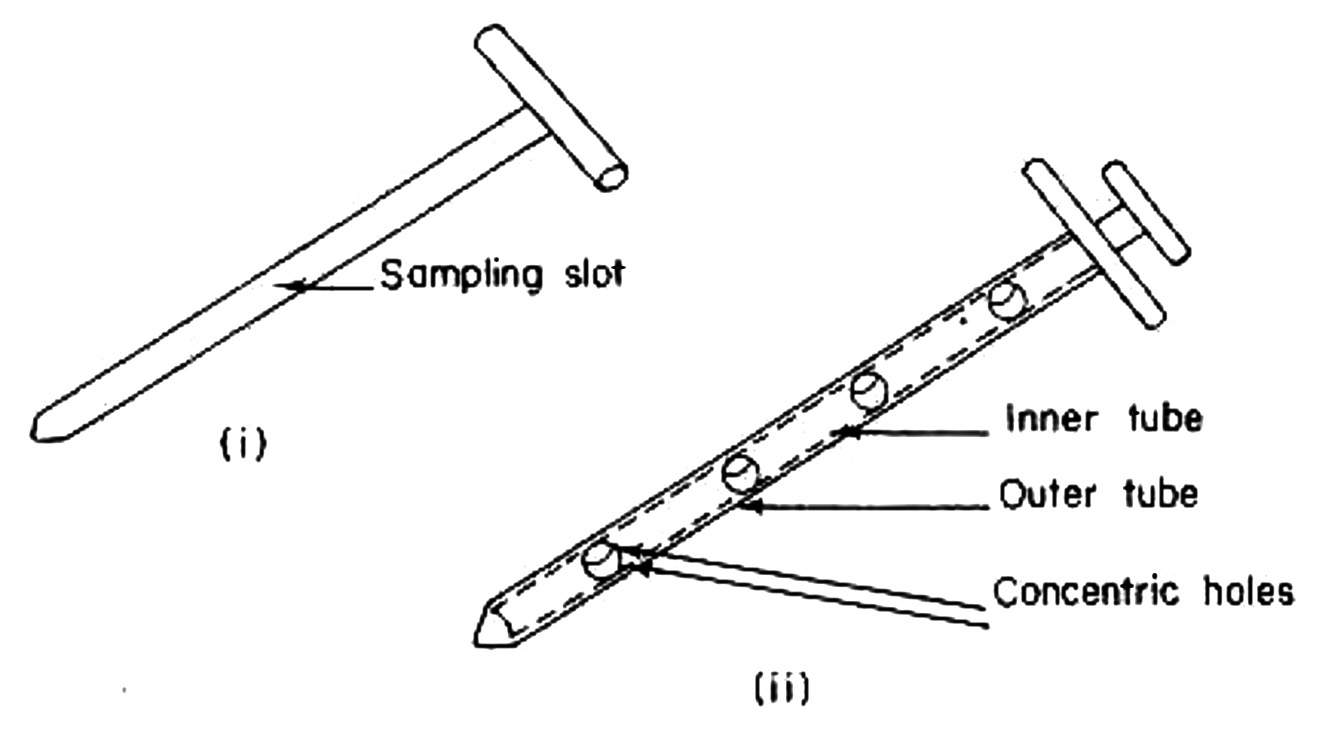 Sampling slot
(i)
Inner tube
Outer tube
Concentric holes
(ii)